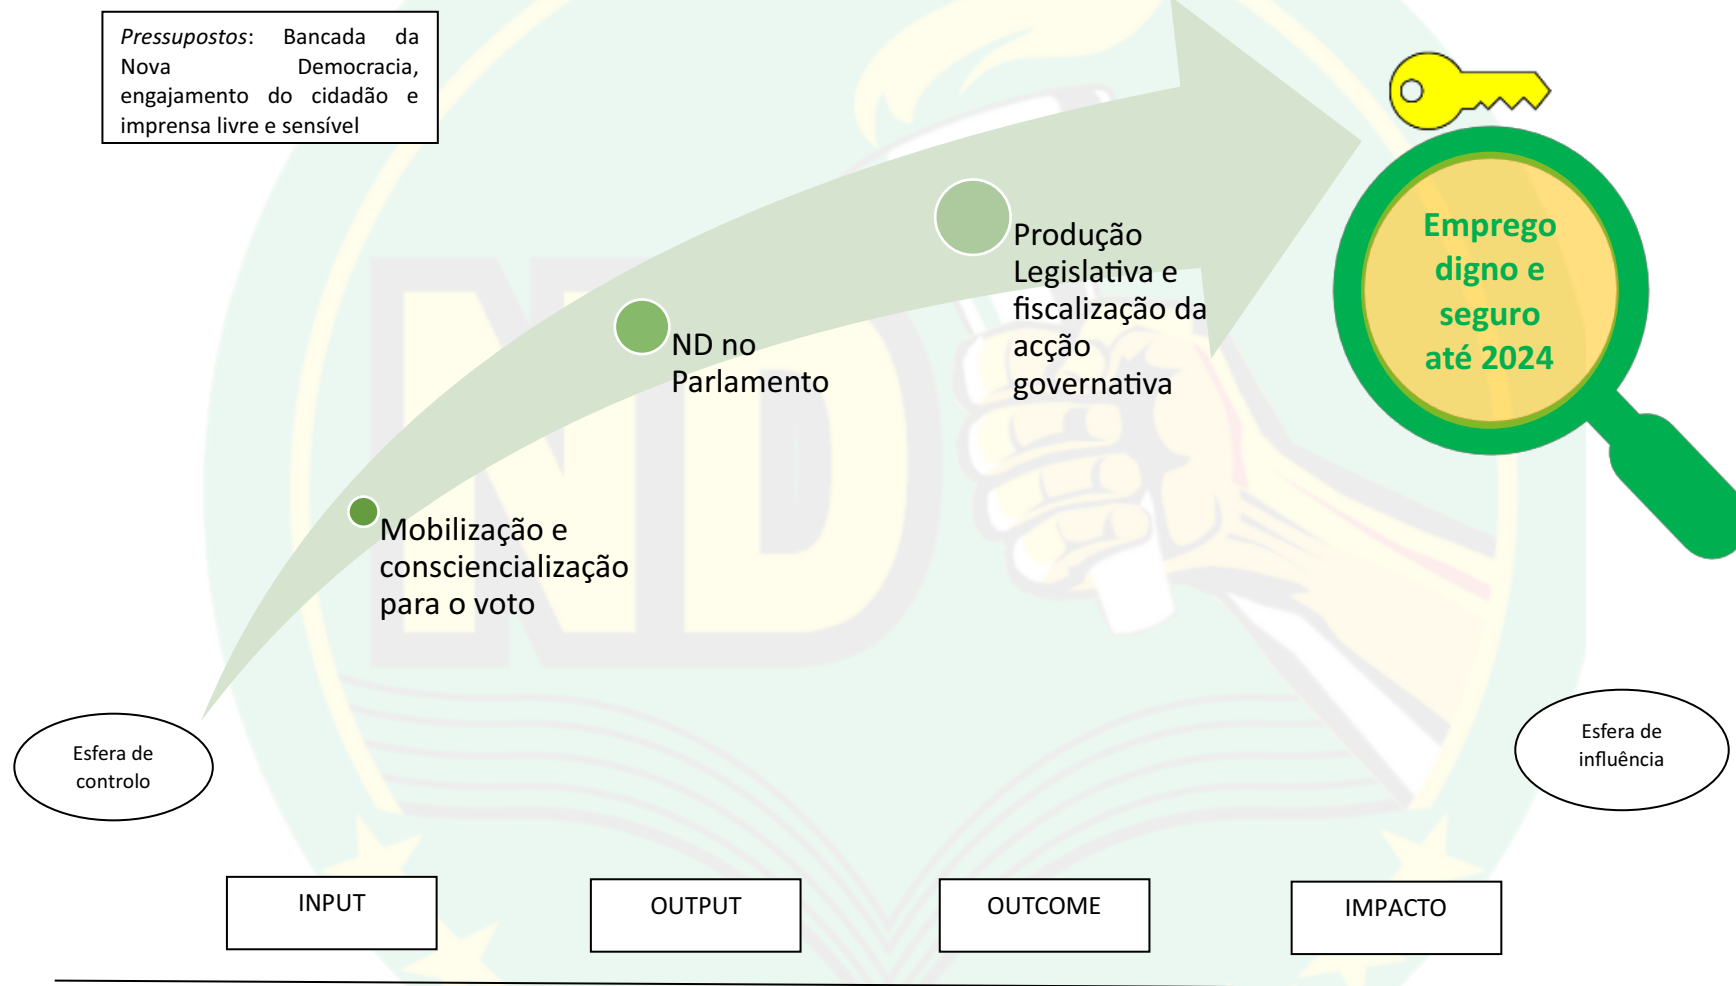 Pressupostos: Bancada da
Nova Democracia,
engajamento do cidadão e
imprensa livre e sensível
Emprego
digno e
seguro
até 2024
Produção
Legislativa e
fiscalização da
acção
governativa
ND no
Parlamento
Mobilização e
consciencialização
para o voto
ND
Esfera de
controlo
Esfera de
influência
INPUT
OUTPUT
OUTCOME
IMPACTO